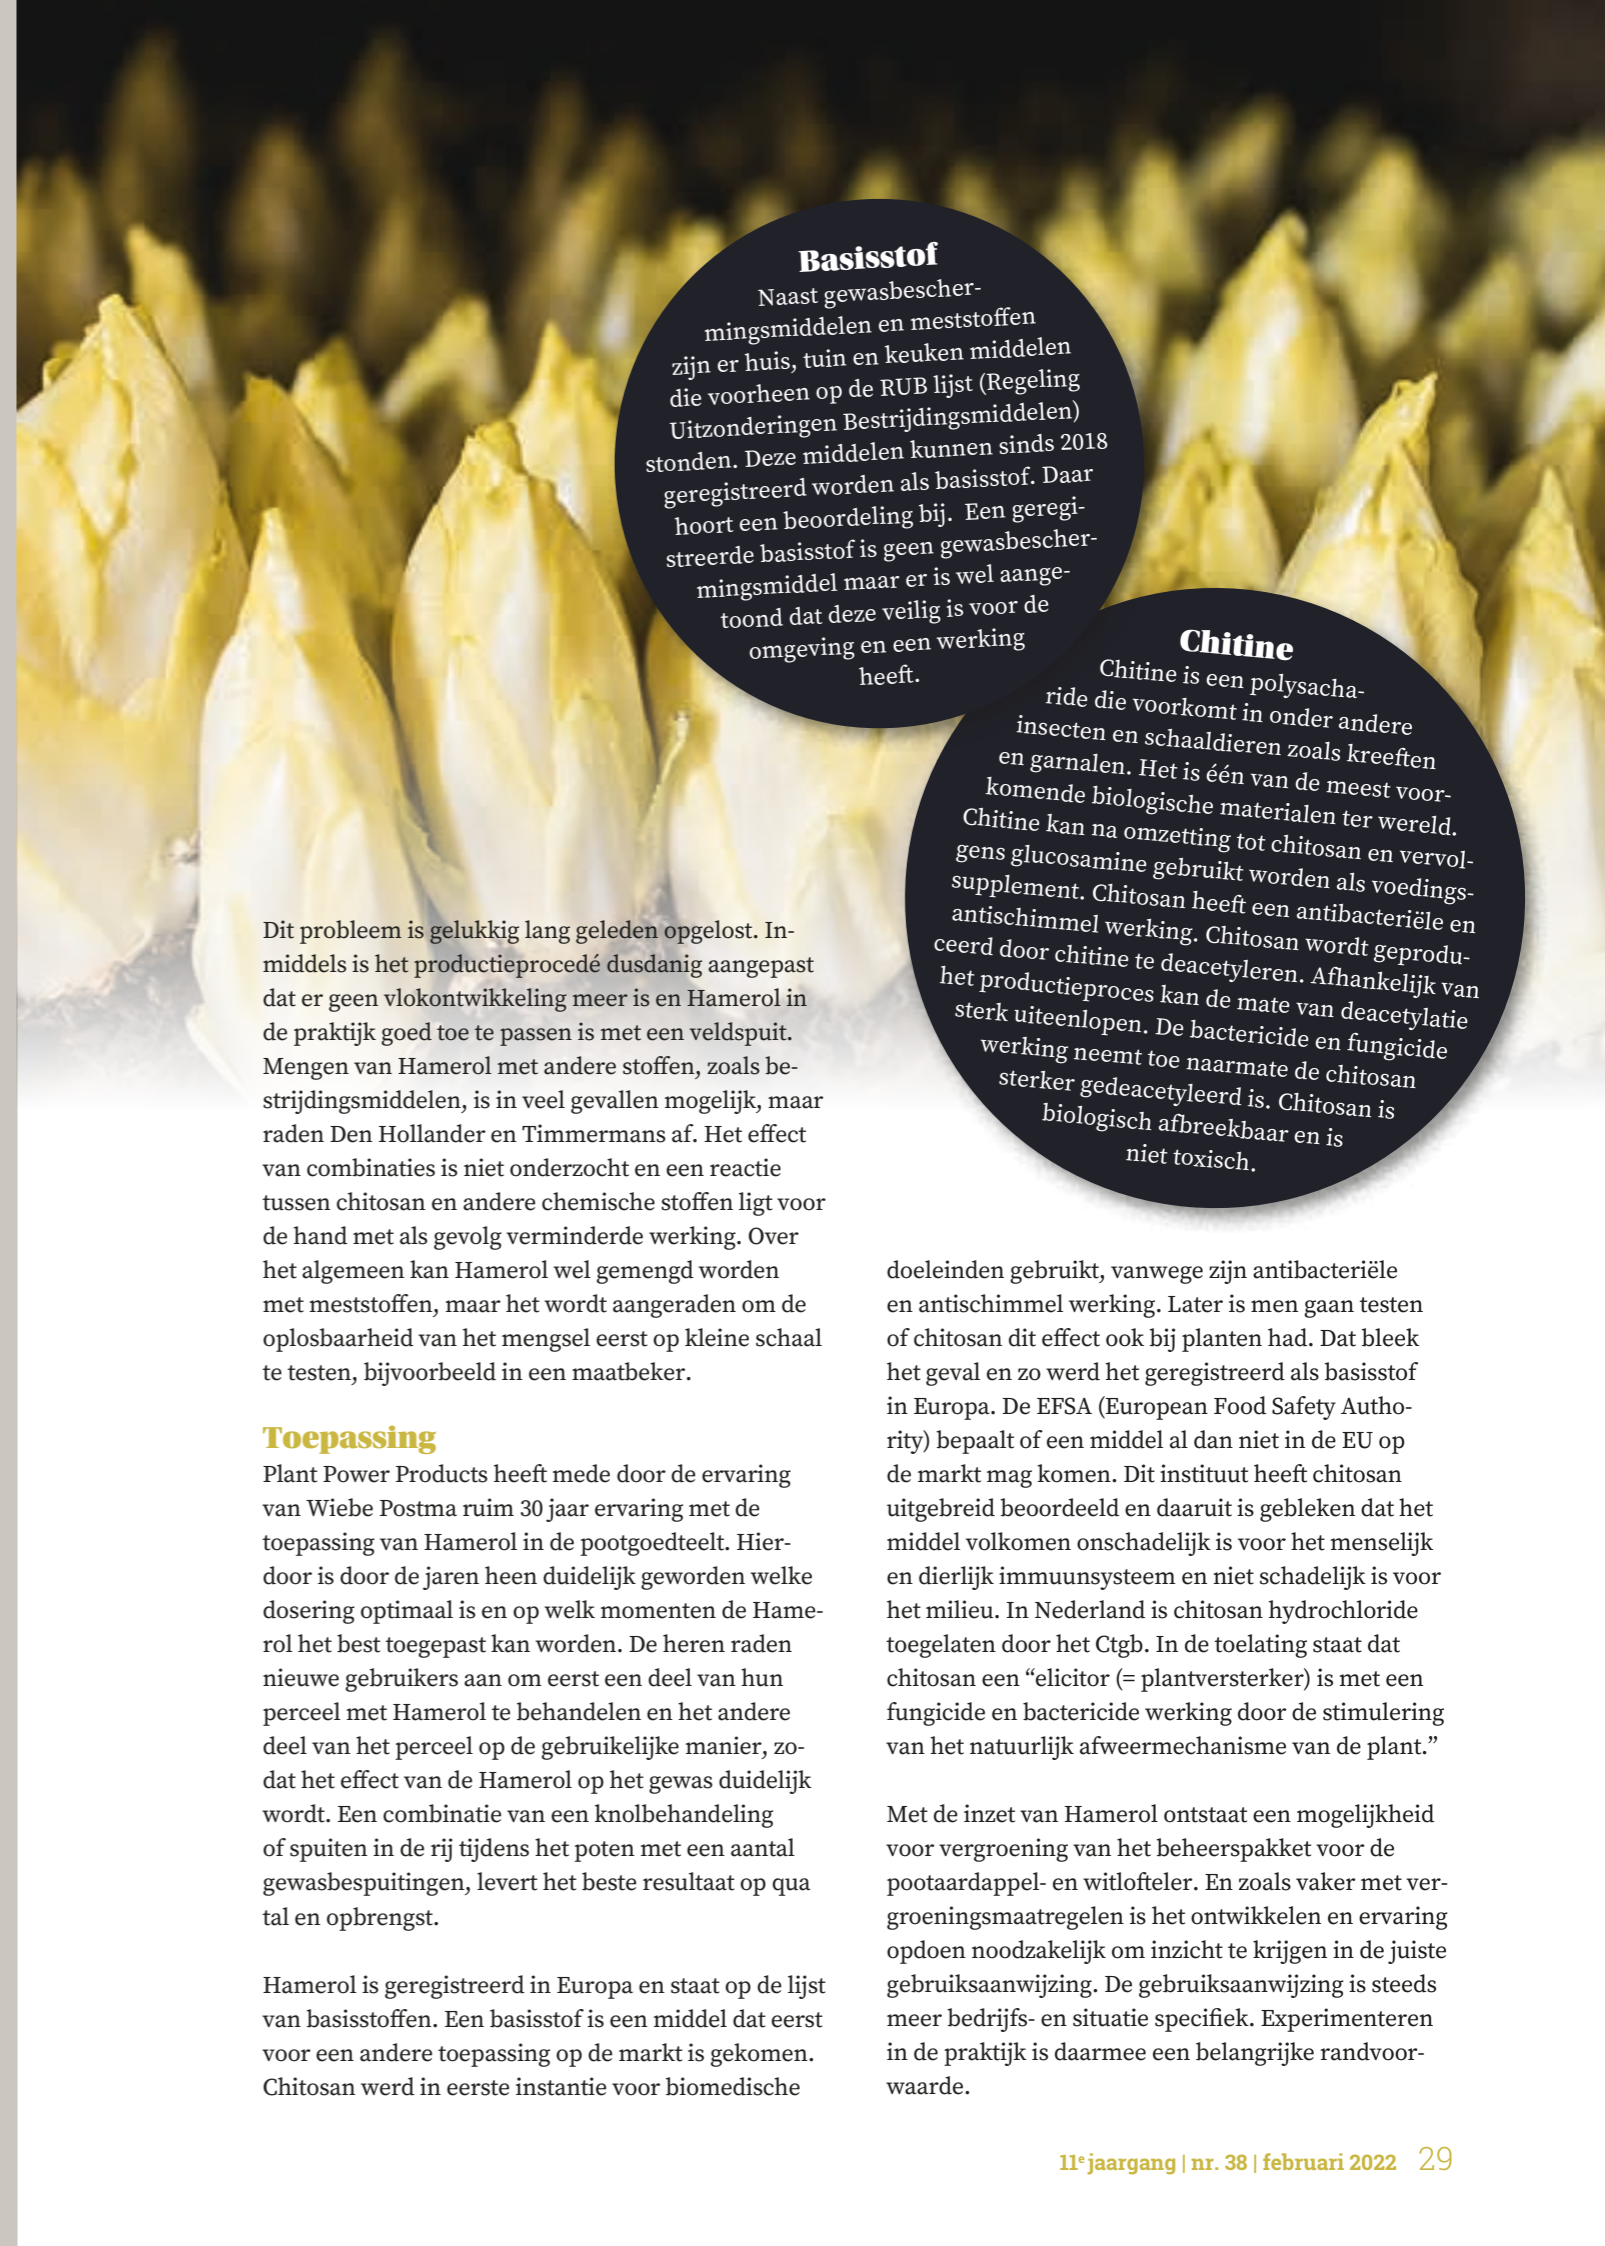 Basisstof
Naast gewasbescher-
mingsmiddelen en meststoffen
zijn er huis, tuin en keuken middelen
die voorheen op de RUB lijst (Regeling
Uitzonderingen Bestrijdingsmiddelen)
stonden. Deze middelen kunnen sinds 2018
geregistreerd worden als basisstof. Daar
hoort een beoordeling bij.  Een geregi-
streerde basisstof is geen gewasbescher-
mingsmiddel maar er is wel aange-
toond dat deze veilig is voor de
omgeving en een werking
heeft.
Chitine
Chitine is een polysacha-
ride die voorkomt in onder andere
insecten en schaaldieren zoals kreeften
en garnalen. Het is één van de meest voor-
komende biologische materialen ter wereld.
Chitine kan na omzetting tot chitosan en vervol-
gens glucosamine gebruikt worden als voedings-
supplement. Chitosan heeft een antibacteriële en
antischimmel werking. Chitosan wordt geprodu-
ceerd door chitine te deacetyleren. Afhankelijk van
het productieproces kan de mate van deacetylatie
sterk uiteenlopen. De bactericide en fungicide
werking neemt toe naarmate de chitosan
sterker gedeacetyleerd is. Chitosan is
biologisch afbreekbaar en is
niet toxisch.
Dit probleem is gelukkig lang geleden opgelost. In-
middels is het productieprocedé dusdanig aangepast
dat er geen vlokontwikkeling meer is en Hamerol in
de praktijk goed toe te passen is met een veldspuit.
Mengen van Hamerol met andere stoffen, zoals be-
strijdingsmiddelen, is in veel gevallen mogelijk, maar
raden Den Hollander en Timmermans af. Het effect
van combinaties is niet onderzocht en een reactie
tussen chitosan en andere chemische stoffen ligt voor
de hand met als gevolg verminderde werking. Over
het algemeen kan Hamerol wel gemengd worden
met meststoffen, maar het wordt aangeraden om de
oplosbaarheid van het mengsel eerst op kleine schaal
te testen, bijvoorbeeld in een maatbeker.
Toepassing
Plant Power Products heeft mede door de ervaring
van Wiebe Postma ruim 30 jaar ervaring met de
toepassing van Hamerol in de pootgoedteelt. Hier-
door is door de jaren heen duidelijk geworden welke
dosering optimaal is en op welk momenten de Hame-
rol het best toegepast kan worden. De heren raden
nieuwe gebruikers aan om eerst een deel van hun
perceel met Hamerol te behandelen en het andere
deel van het perceel op de gebruikelijke manier, zo-
dat het effect van de Hamerol op het gewas duidelijk
wordt. Een combinatie van een knolbehandeling
of spuiten in de rij tijdens het poten met een aantal
gewasbespuitingen, levert het beste resultaat op qua
tal en opbrengst.
Hamerol is geregistreerd in Europa en staat op de lijst
van basisstoffen. Een basisstof is een middel dat eerst
voor een andere toepassing op de markt is gekomen.
Chitosan werd in eerste instantie voor biomedische
doeleinden gebruikt, vanwege zijn antibacteriële
en antischimmel werking. Later is men gaan testen
of chitosan dit effect ook bij planten had. Dat bleek
het geval en zo werd het geregistreerd als basisstof
in Europa. De EFSA (European Food Safety Autho-
rity) bepaalt of een middel al dan niet in de EU op
de markt mag komen. Dit instituut heeft chitosan
uitgebreid beoordeeld en daaruit is gebleken dat het
middel volkomen onschadelijk is voor het menselijk
en dierlijk immuunsysteem en niet schadelijk is voor
het milieu. In Nederland is chitosan hydrochloride
toegelaten door het Ctgb. In de toelating staat dat
chitosan een “elicitor (= plantversterker) is met een
fungicide en bactericide werking door de stimulering
van het natuurlijk afweermechanisme van de plant.”
Met de inzet van Hamerol ontstaat een mogelijkheid
voor vergroening van het beheerspakket voor de
pootaardappel- en witlofteler. En zoals vaker met ver-
groeningsmaatregelen is het ontwikkelen en ervaring
opdoen noodzakelijk om inzicht te krijgen in de juiste
gebruiksaanwijzing. De gebruiksaanwijzing is steeds
meer bedrijfs- en situatie specifiek. Experimenteren
in de praktijk is daarmee een belangrijke randvoor-
waarde.
11e jaargang | nr. 38 | februari 2022 29